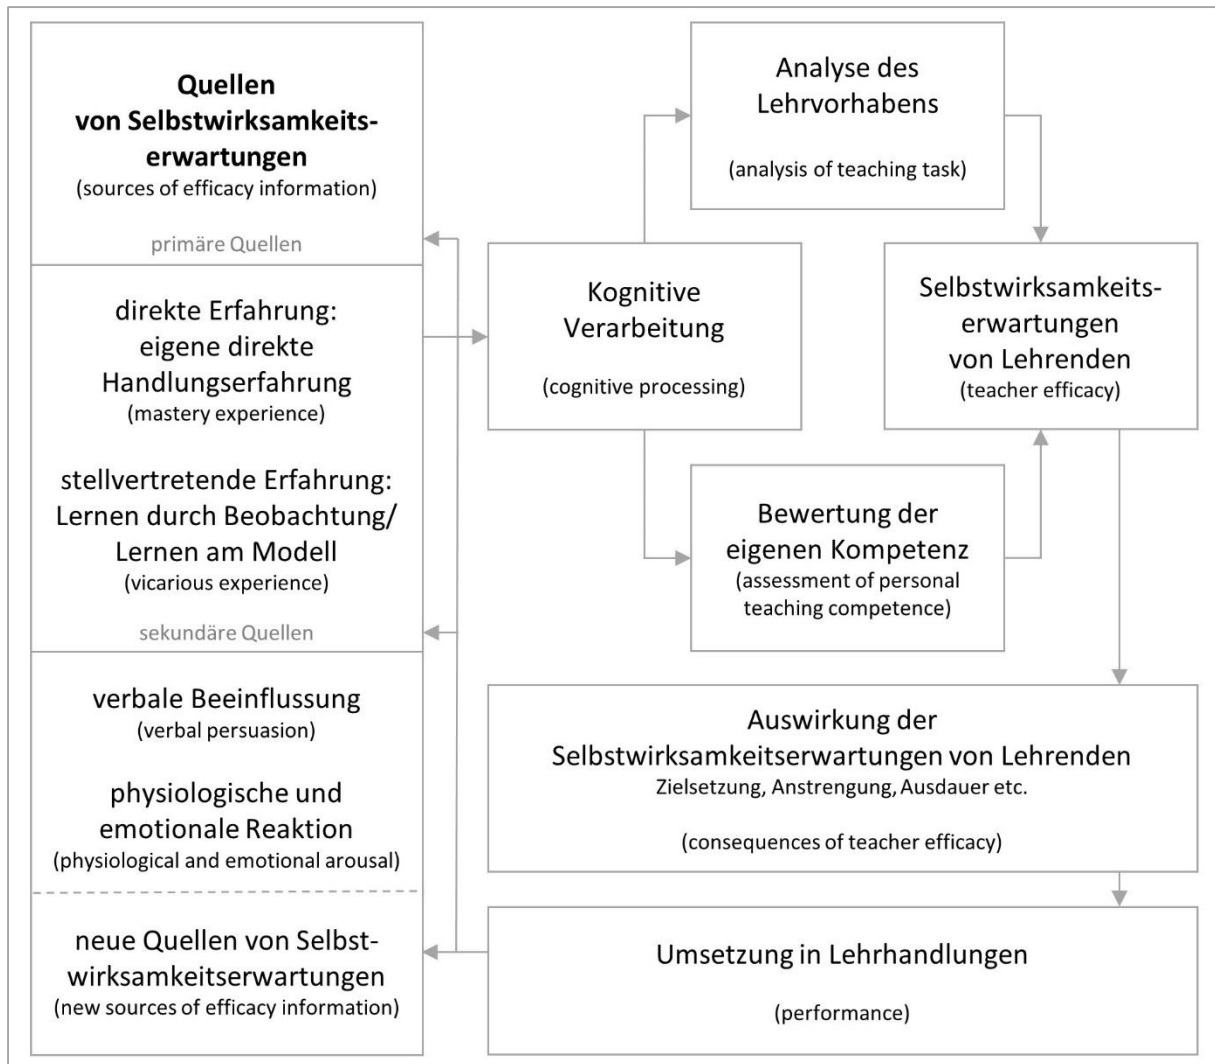 Quellen
von Selbstwirksamkeits-
erwartungen
(sources of efficacy information)
primäre Quellen
direkte Erfahrung:
eigene direkte
Handlungserfahrung
(mastery experience)
stellvertretende Erfahrung:
Lernen durch Beobachtung/
Lernen am Modell
(vicarious experience)
sekundäre Quellen
verbale Beeinflussung
(verbal persuasion)
physiologische und
emotionale Reaktion
(physiological and emotional arousal)
neue Quellen von Selbst-
wirksamkeitserwartungen
(new sources of efficacy information)
Kognitive
Verarbeitung
(cognitive processing)
Analyse des
Lehrvorhabens
(analysis of teaching task)
Bewertung der
eigenen Kompetenz
(assessment of personal
teaching competence)
Selbstwirksamkeits-
erwartungen
von Lehrenden
(teacher efficacy)
Auswirkung der
Selbstwirksamkeitserwartungen von Lehrenden
Zielsetzung, Anstrengung, Ausdauer etc.
(consequences of teacher efficacy)
Umsetzung in Lehrhandlungen
(performance)